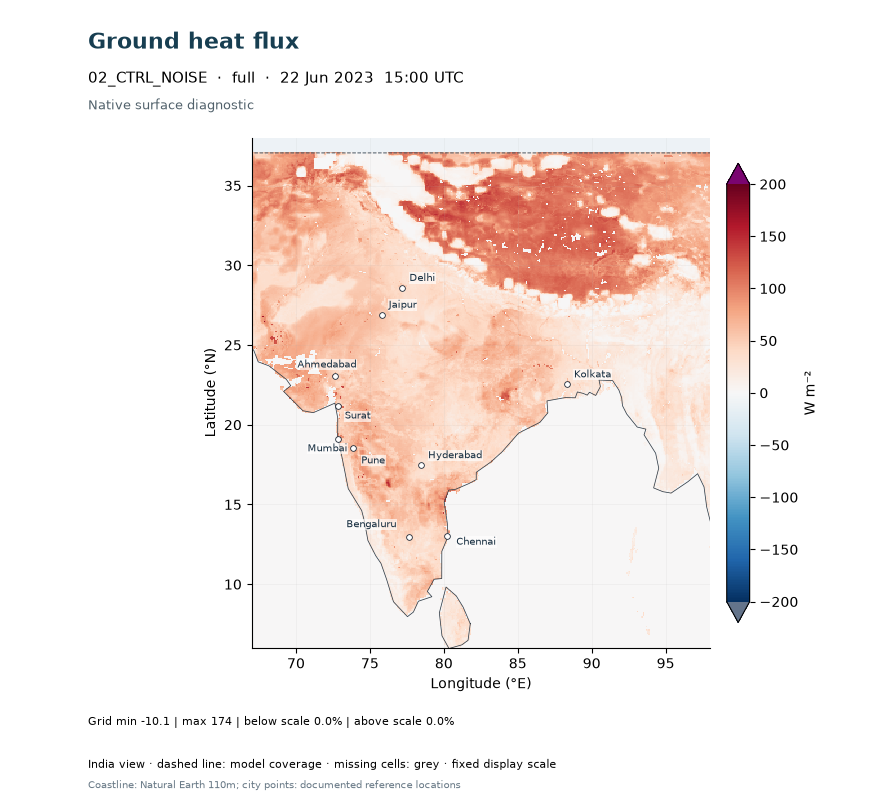 Ground heat flux
02_CTRL_NOISE · full · 22 Jun 2023 15:00 UTC
Native surface diagnostic
35
30
25
20
15
10
Latitude (°N)
Delhi
Jaipur
Ahmedabad
Kolkata
Surat
Mumbai
Pune
Hyderabad
Bengaluru
Chennai
70
75
80
85
90
95
Longitude (°E)
200
150
100
50
0
−50
−100
−150
−200
W m⁻²
Grid min -10.1 | max 174 | below scale 0.0% | above scale 0.0%
India view · dashed line: model coverage · missing cells: grey · fixed display scale
Coastline: Natural Earth 110m; city points: documented reference locations